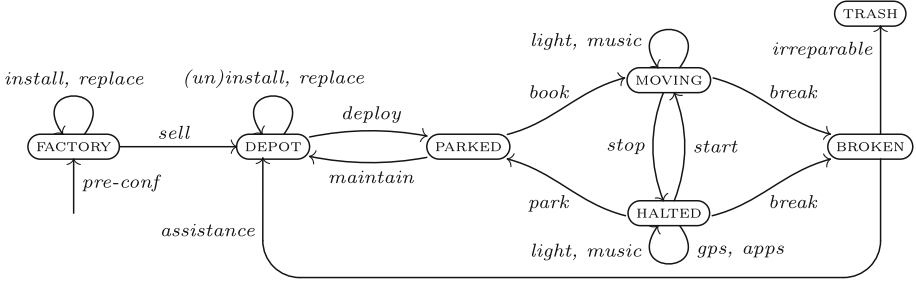 TRASH
light, music
irreparable
install, replace
(un)install, replace
MOVING
book
break
deploy
sell
FACTORY
DEPOT
PARKED
stop
start
BROKEN
maintain
pre-conf
park
break
HALTED
assistance
light, music
gps, apps